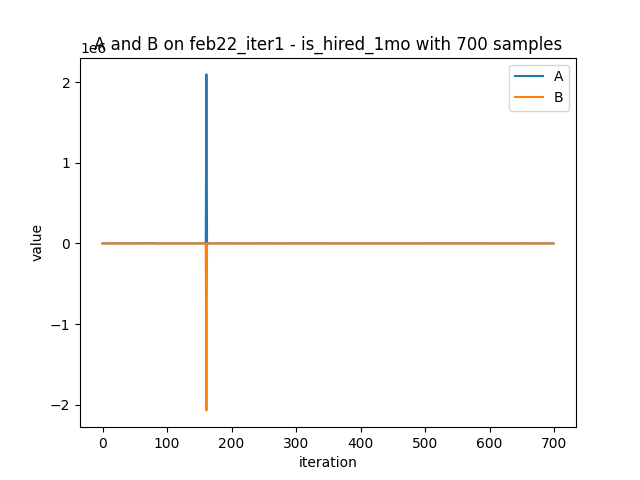 A and B on feb22_iter1 - is_hired_1mo with 700 samples
1e6
A
B
2
1
0
−1
−2
value
0 100 200 300 400 500 600 700
iteration